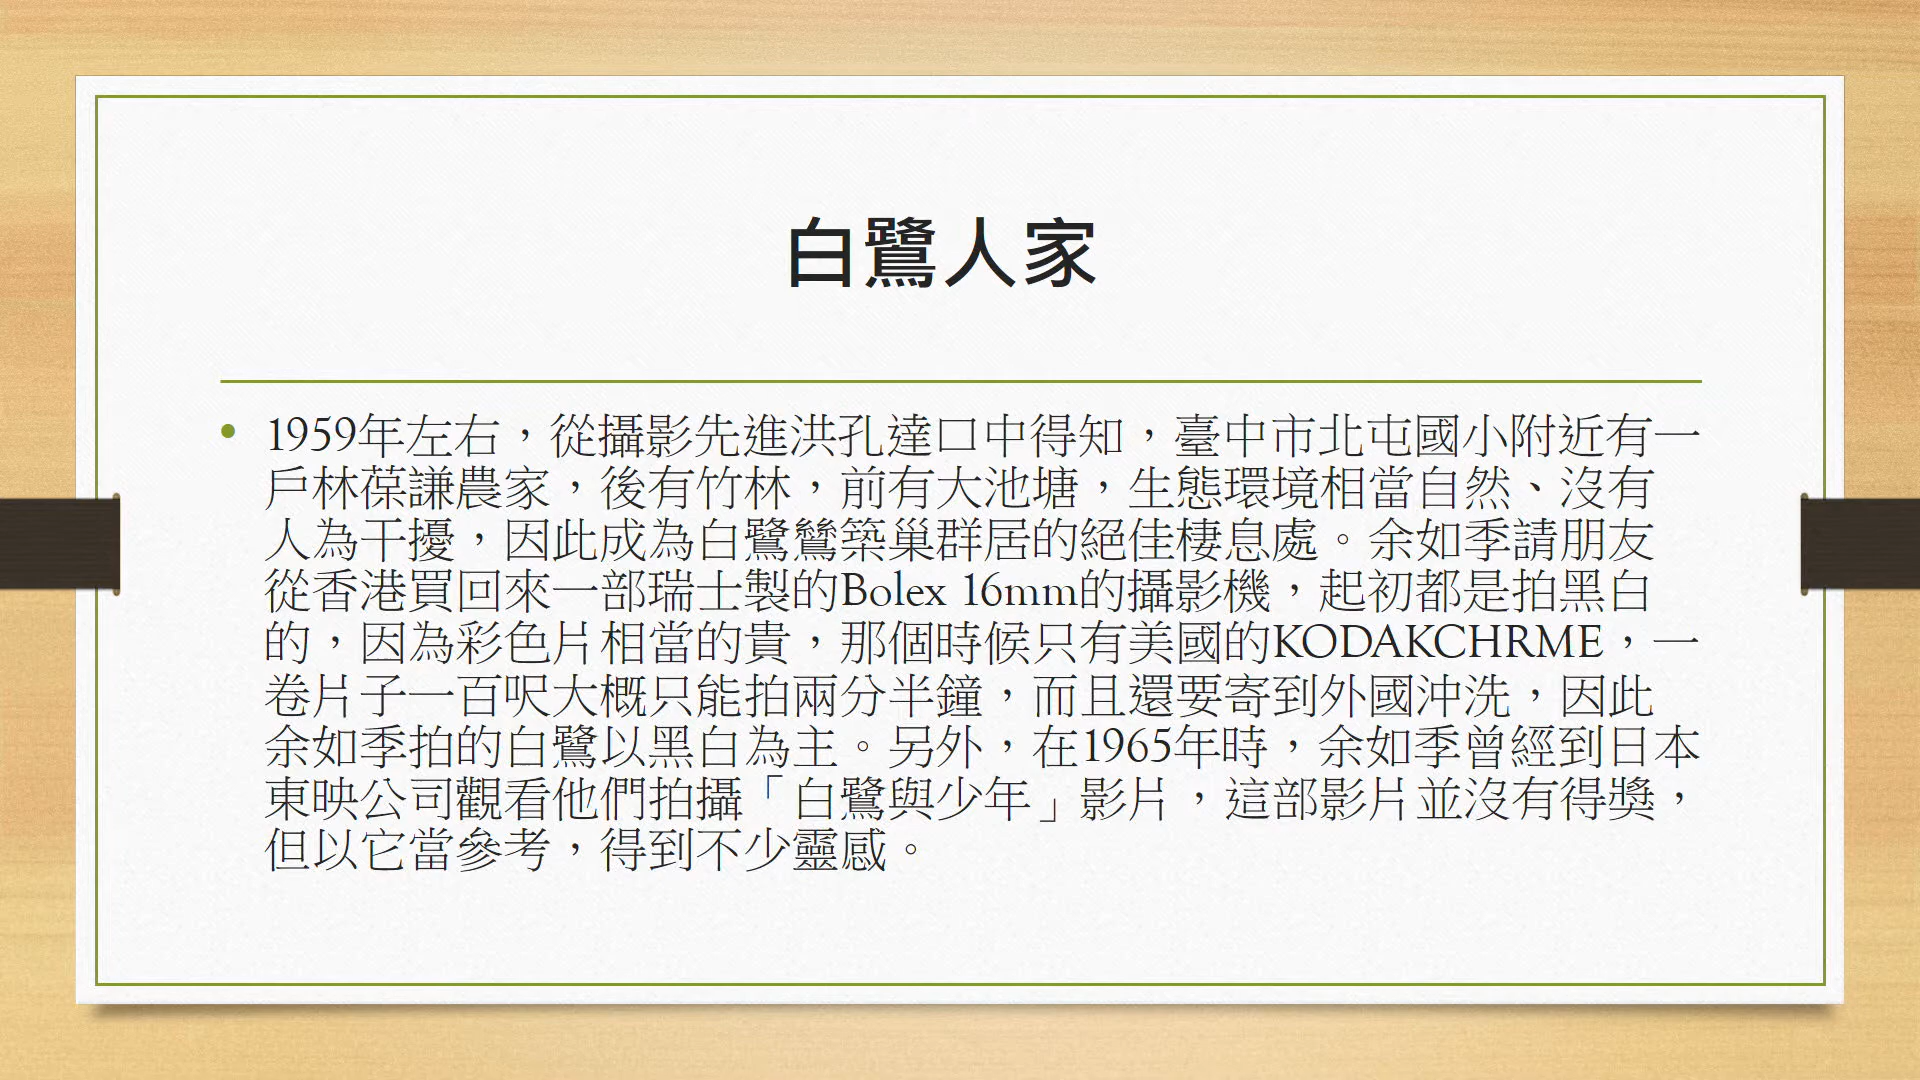 白鷺人家
• 1959年左右，從攝影先進洪孔達口中得知，臺中市北屯國小附近有一
戶林葆謙農家，後有竹林，前有大池塘，生態環境相當自然、沒有
人為干擾，因此成為白鷺鷥築巢群居的絕佳棲息處。余如季請朋友
從香港買回來一部瑞士製的Bolex 16mm的攝影機，起初都是拍黑白
的，因為彩色片相當的貴，那個時候只有美國的KODAKCHRME，一
卷片子一百呎大概只能拍兩分半鐘，而且還要寄到外國沖洗，因此
余如季拍的白鷺以黑白為主。另外，在1965年時，余如季曾經到日本
東映公司觀看他們拍攝「白鷺與少年」影片，這部影片並沒有得獎，
但以它當參考，得到不少靈感。